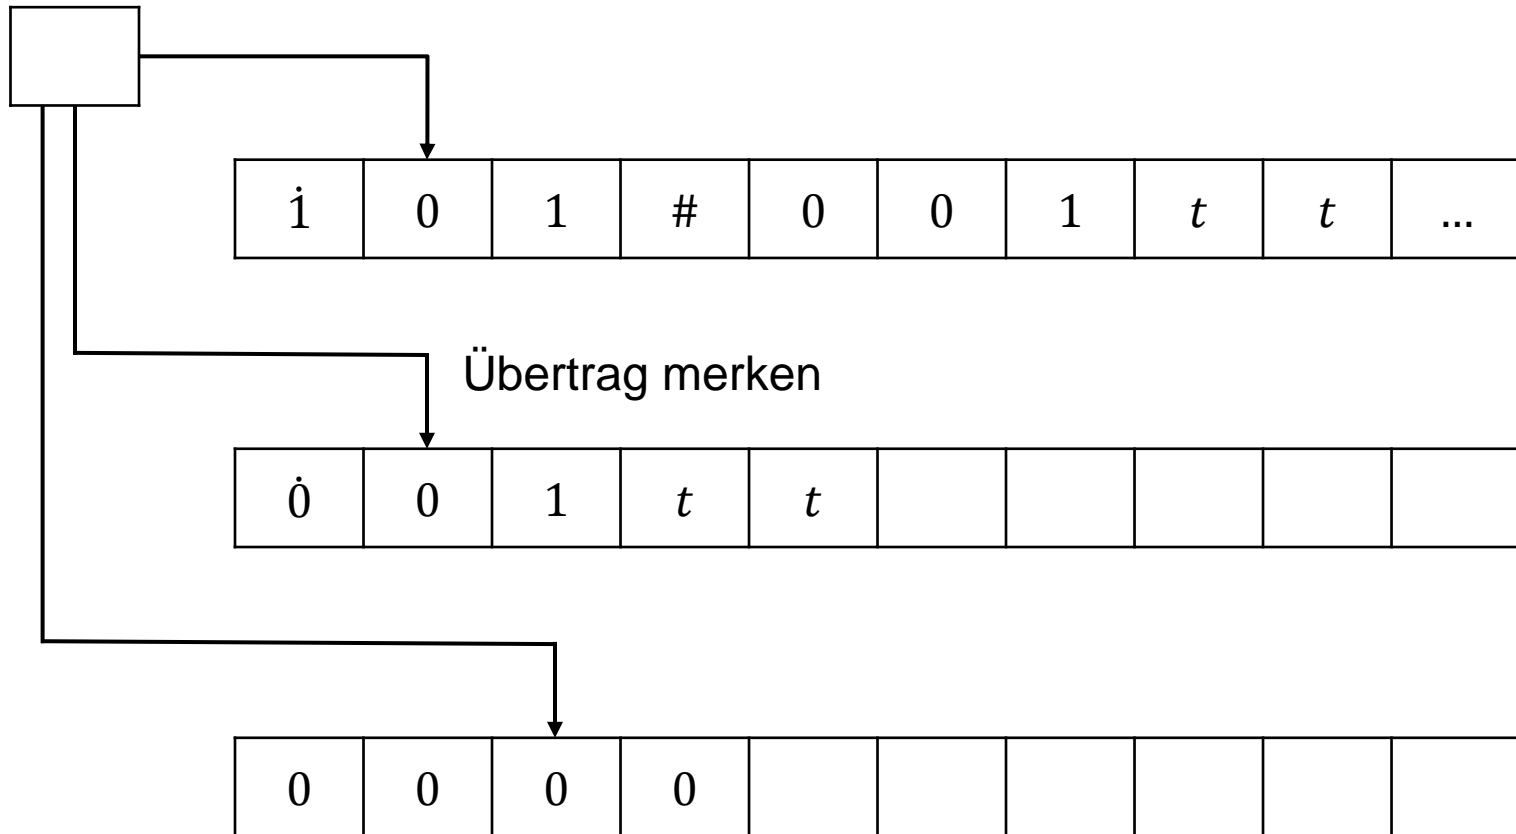 1̇ 0 1 # 0 0 1 t t ...
Übertrag merken
0̇ 0 1 t t
0 0 0 0